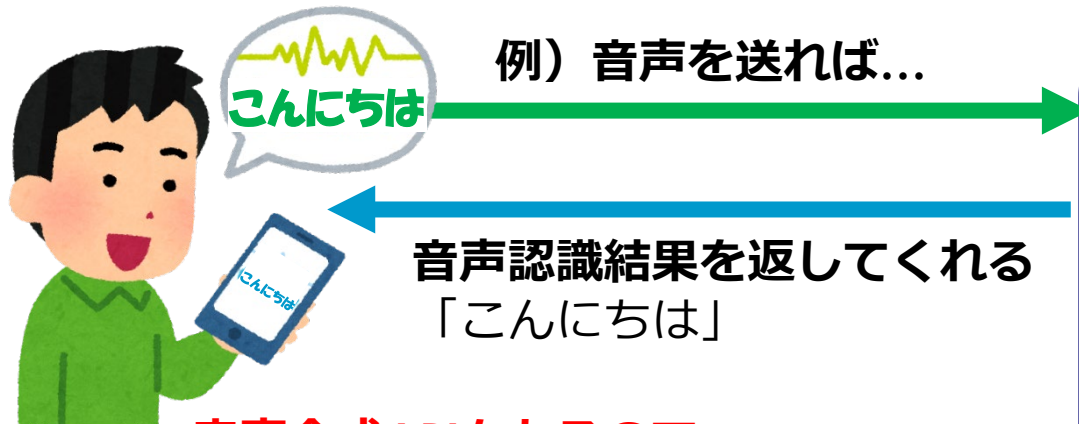 例）音声を送れば…
こんにちは
音声認識結果を返してくれる
こんにちは
「こんにちは」